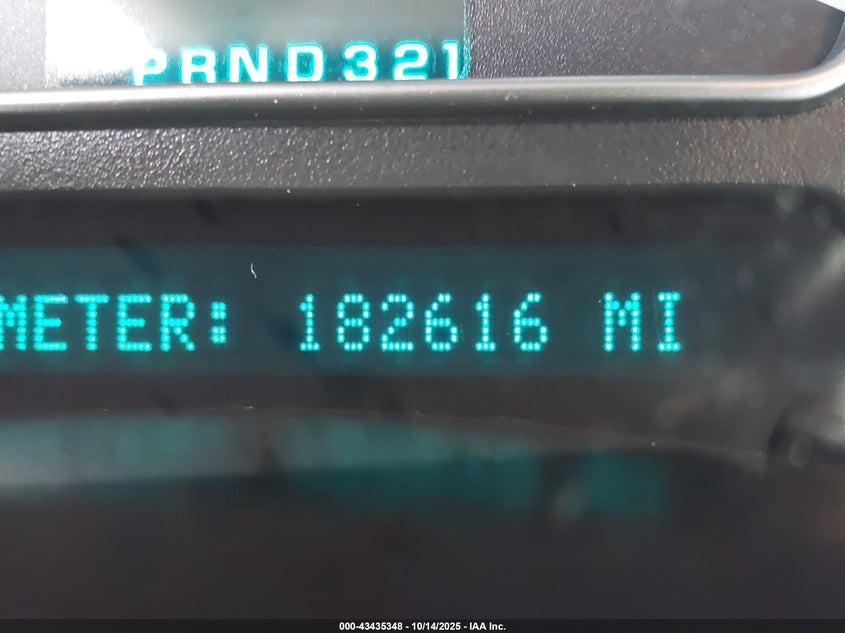 PRND321
METER: 182616 MI
000-43435348 - 10/14/2025 - IAA Inc.